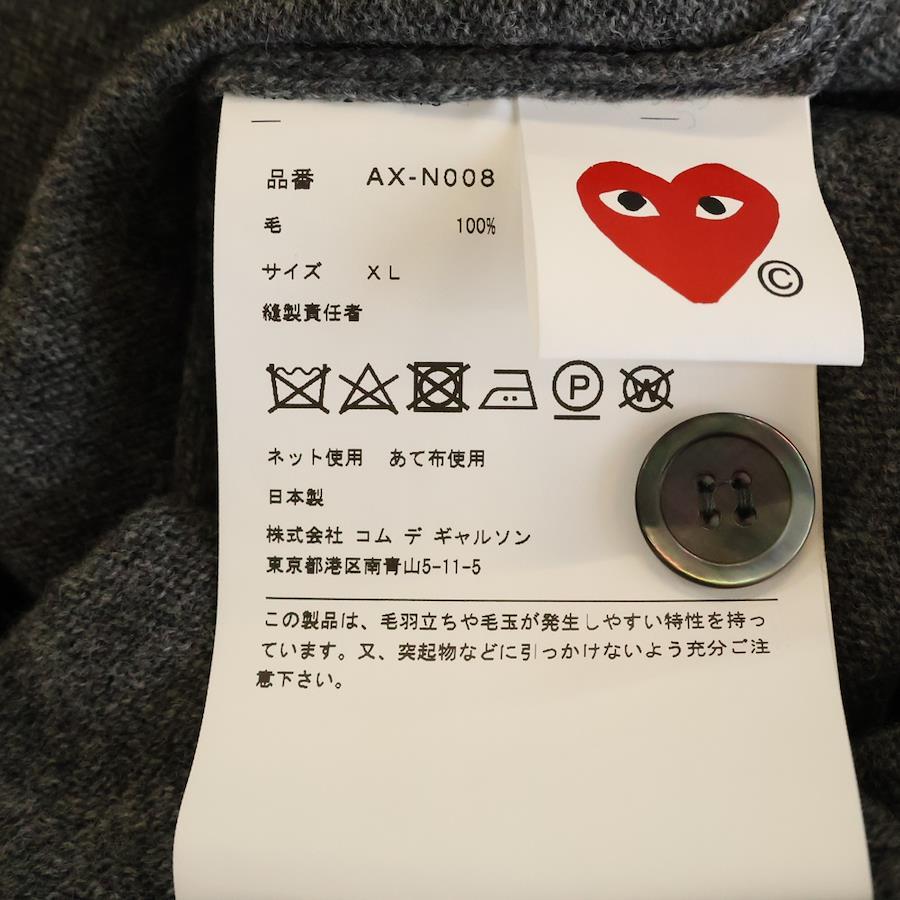 品番 AX-N008
毛 100%
サイズ XL
縫製責任者
©
P
W
ネット使用 あて布使用
日本製
株式会社 コム デ ギャルソン
東京都港区南青山5-11-5
この製品は、毛羽立ちや毛玉が発生しやすい特性を持っ
ています。又、突起物などに引っかけないよう充分ご注
意下さい。